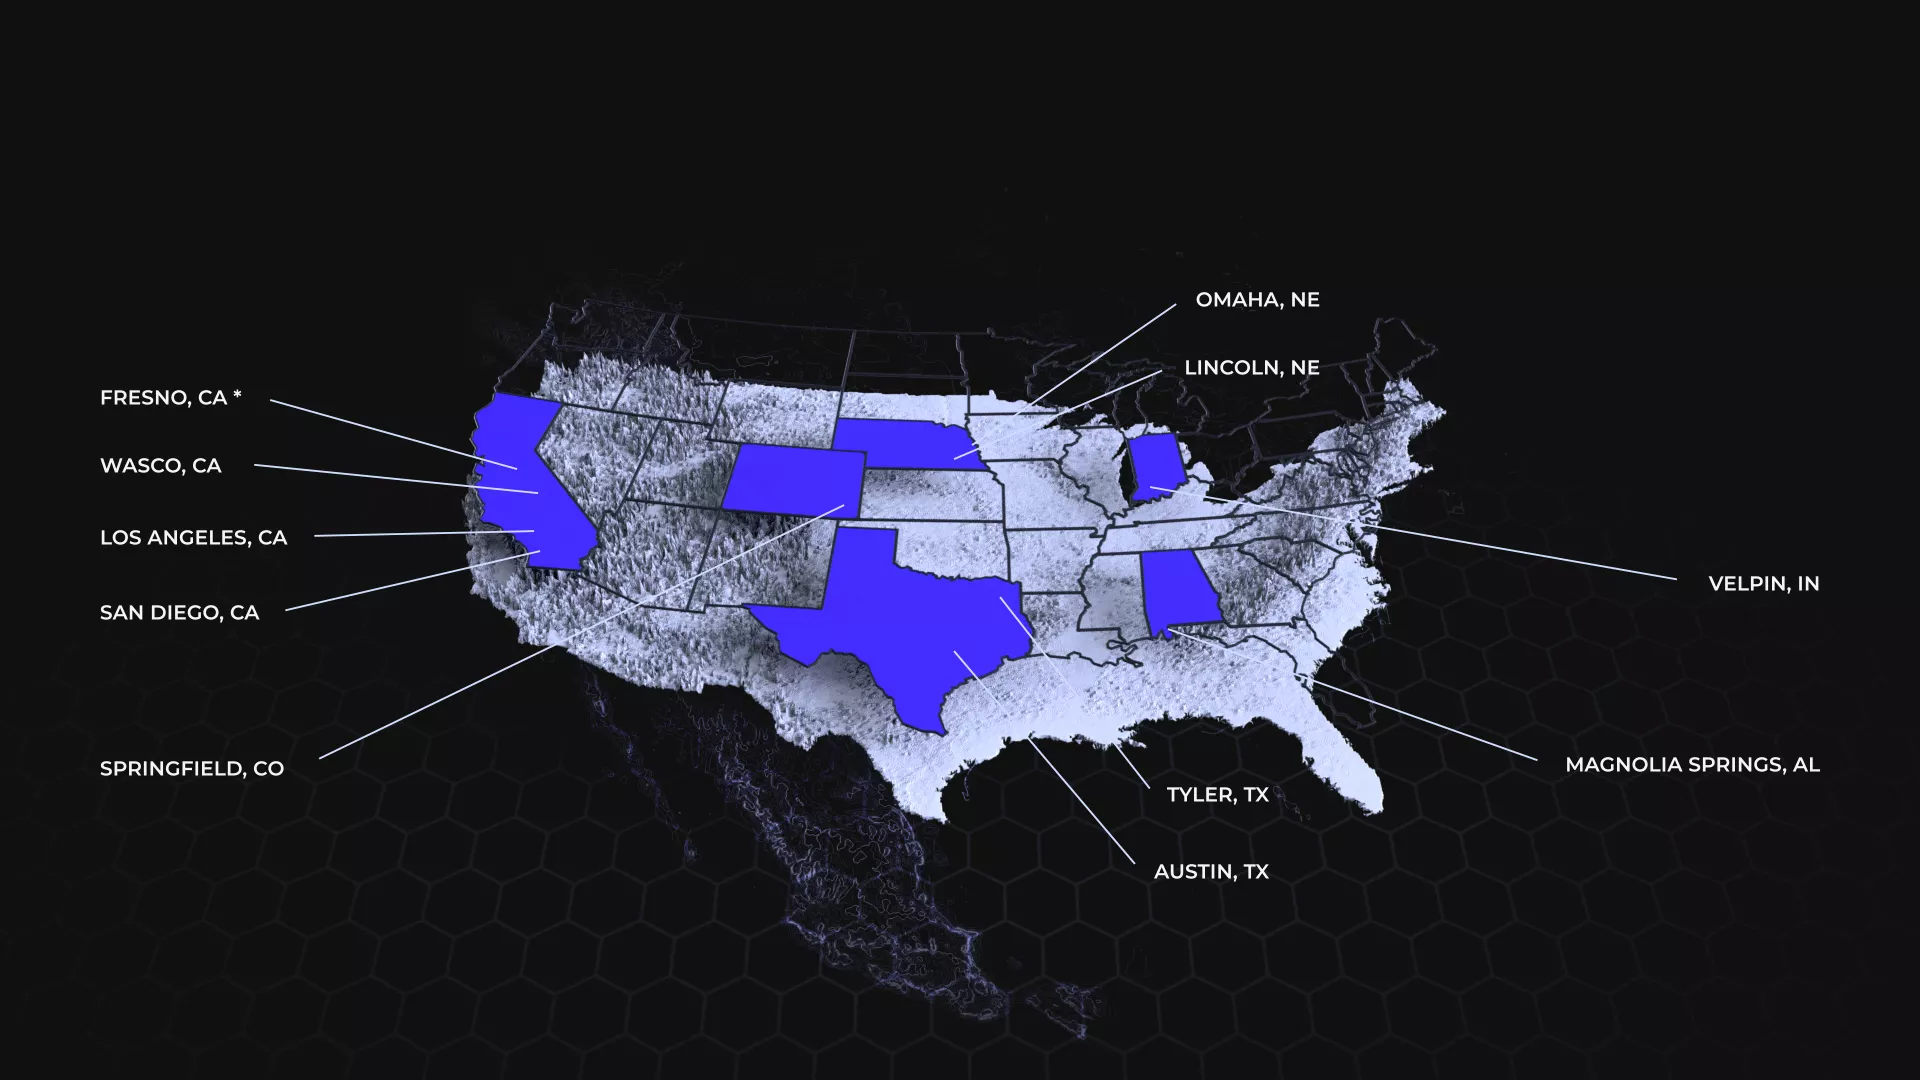 OMAHA, NE
LINCOLN, NE
FRESNO, CA *
WASCO, CA
LOS ANGELES, CA
VELPIN, IN
SAN DIEGO, CA
SPRINGFIELD, CO
MAGNOLIA SPRINGS, AL
TYLER, TX
AUSTIN, TX